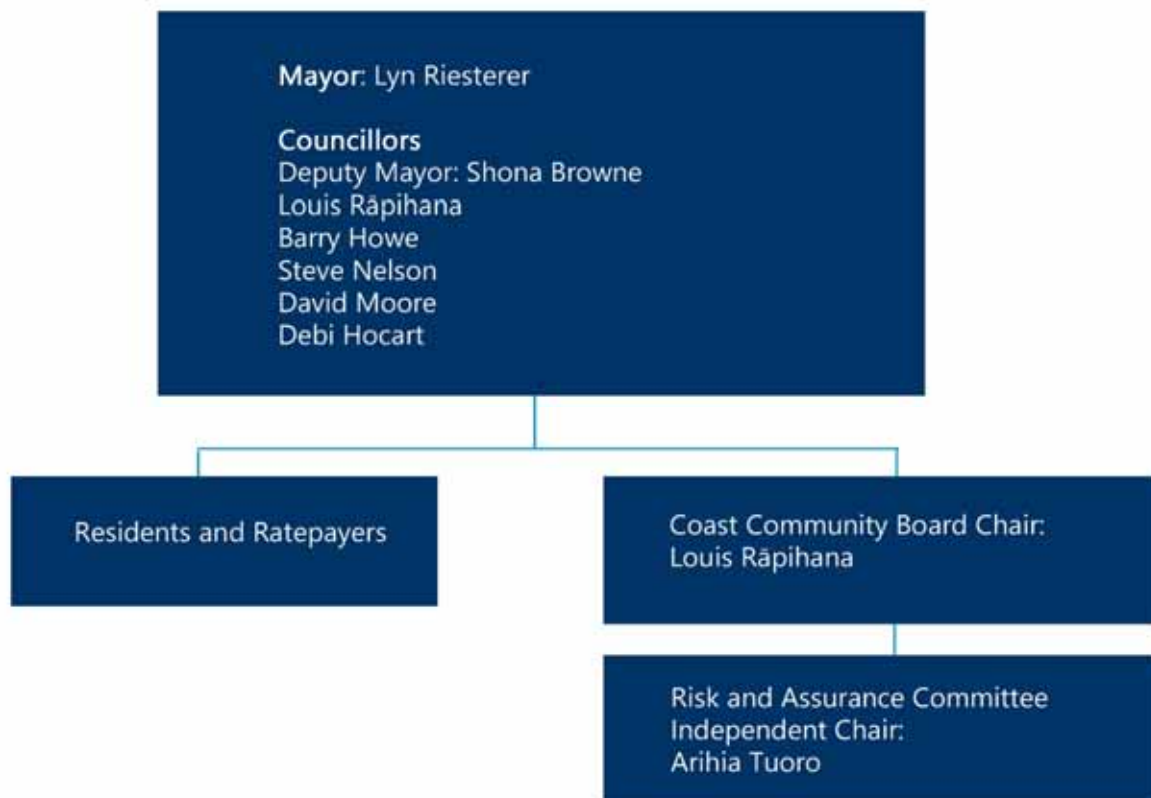 Mayor: Lyn Riesterer
Councillors
Deputy Mayor: Shona Browne
Louis Rāpihana
Barry Howe
Steve Nelson
David Moore
Debi Hocart
Residents and Ratepayers
Coast Community Board Chair:
Louis Rāpihana
Risk and Assurance Committee
Independent Chair:
Arihia Tuoro